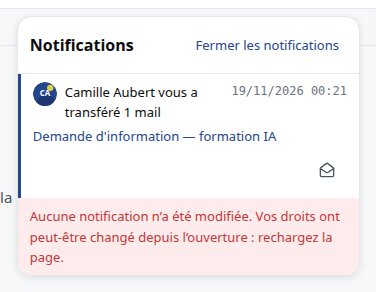 Notifications
Fermer les notifications
CA
Camille Aubert vous a
19/11/2026 00:21
transféré 1 mail
Demande d'information — formation IA
la
Aucune notification n’a été modifiée. Vos droits ont
peut-être changé depuis l’ouverture : rechargez la
page.